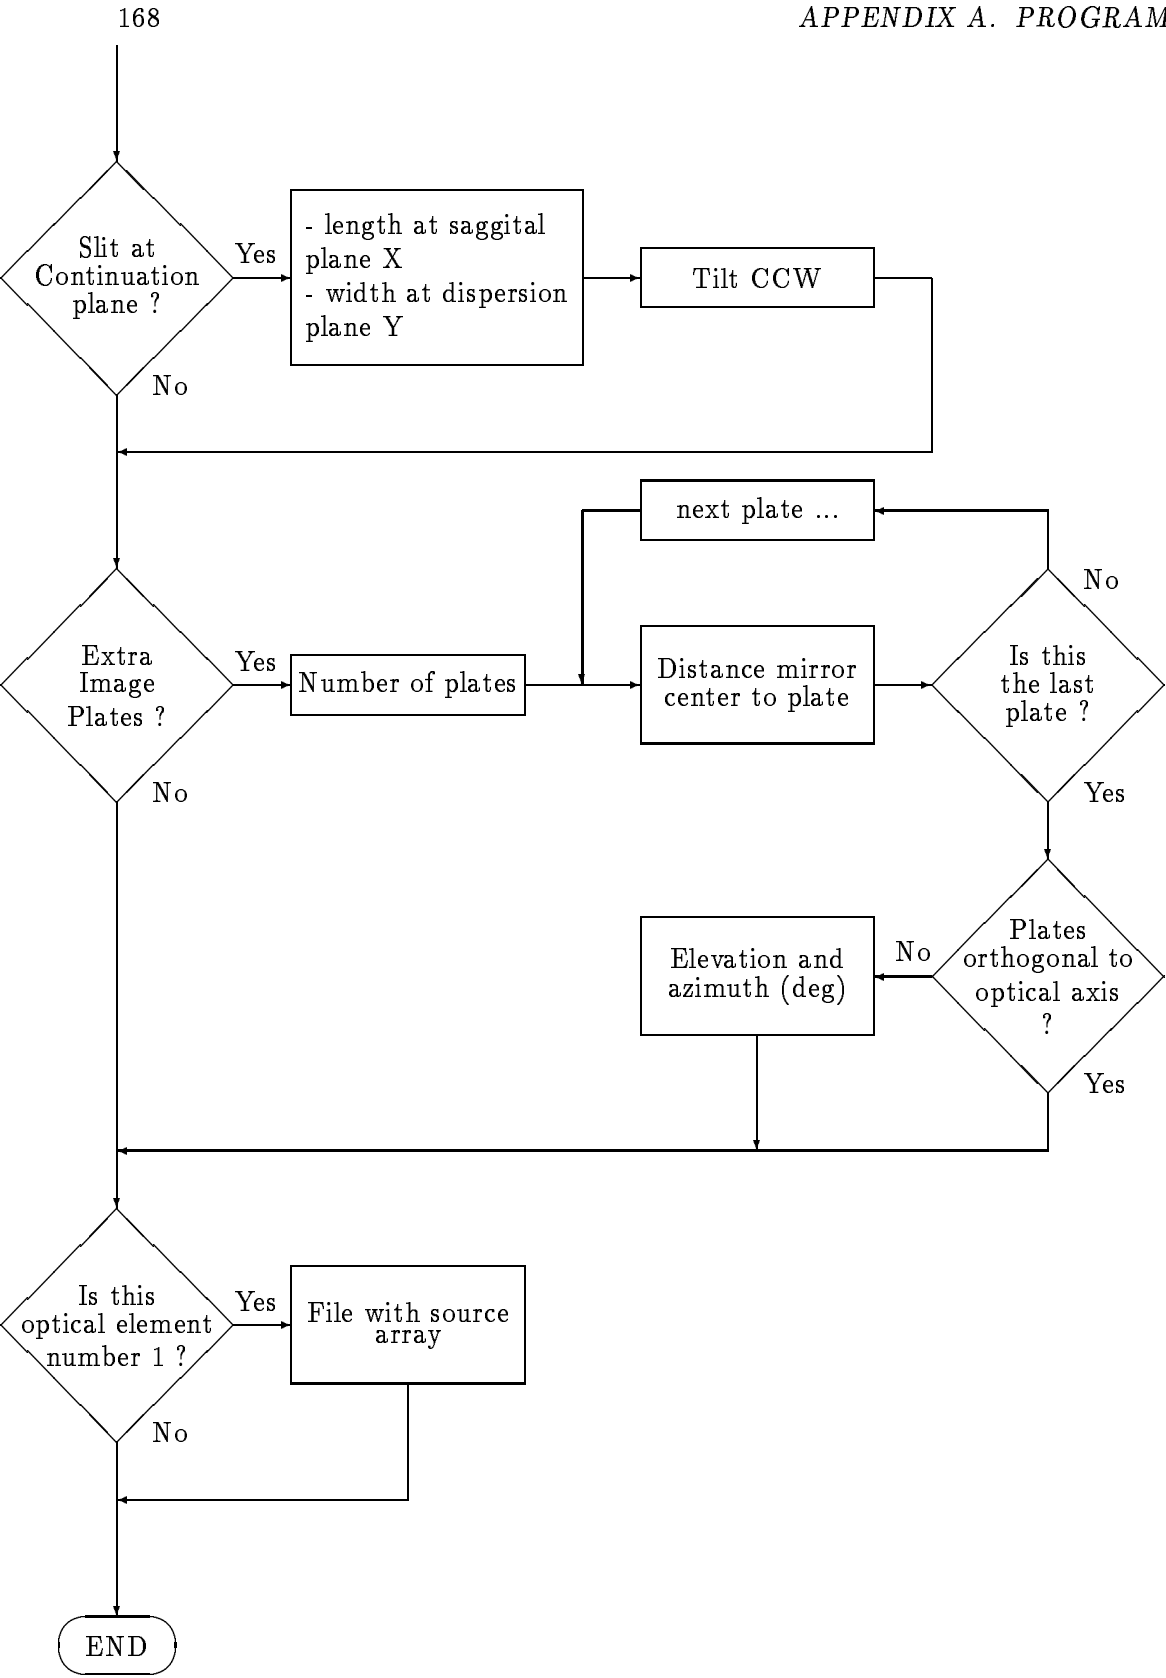 168
APPENDIX A. PROGRAM
Slit at
Continuation
plane ?
Yes
- length at saggital
plane X
- width at dispersion
plane Y
Tilt CCW
No
next plate ...
No
Extra
Image
Plates ?
Yes
Number of plates
Distance mirror
center to plate
Is this
the last
plate ?
No
Yes
Elevation and
azimuth (deg)
No
Plates
orthogonal to
optical axis
?
Yes
Is this
optical element
number 1 ?
Yes
File with source
array
No
END